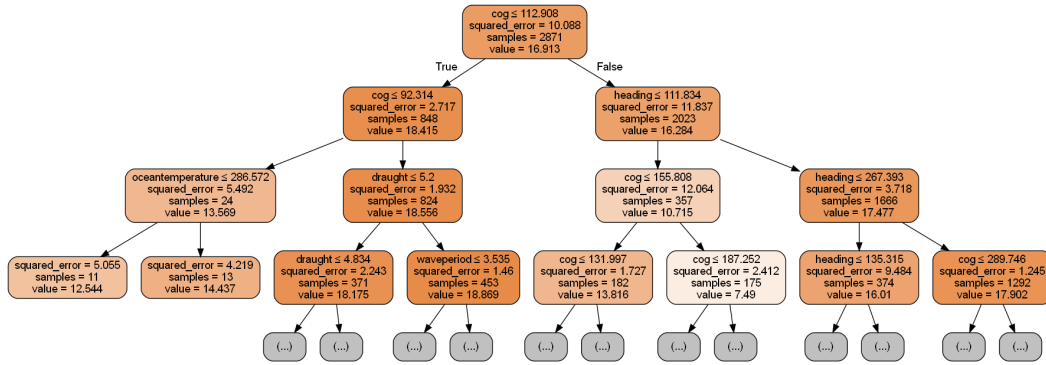 cog ≤ 112.908
squared_error = 10.088
samples = 2871
value = 16.913
True
False
cog ≤ 92.314
squared_error = 2.717
samples = 848
value = 18.415
heading ≤ 111.834
squared_error = 11.837
samples = 2023
value = 16.284
oceantemperature ≤ 286.572
squared_error = 5.492
samples = 24
value = 13.569
draught ≤ 5.2
squared_error = 1.932
samples = 824
value = 18.556
cog ≤ 155.808
squared_error = 12.064
samples = 357
value = 10.715
heading ≤ 267.393
squared_error = 3.718
samples = 1666
value = 17.477
squared_error = 5.055
samples = 11
value = 12.544
squared_error = 4.219
samples = 13
value = 14.437
draught ≤ 4.834
squared_error = 2.243
samples = 371
value = 18.175
waveperiod ≤ 3.535
squared_error = 1.46
samples = 453
value = 18.869
cog ≤ 131.997
squared_error = 1.727
samples = 182
value = 13.816
cog ≤ 187.252
squared_error = 2.412
samples = 175
value = 7.49
heading ≤ 135.315
squared_error = 9.484
samples = 374
value = 16.01
cog ≤ 289.746
squared_error = 1.245
samples = 1292
value = 17.902
(...)
(...)
(...)
(...)
(...)
(...)
(...)
(...)
(...)
(...)
(...)
(...)